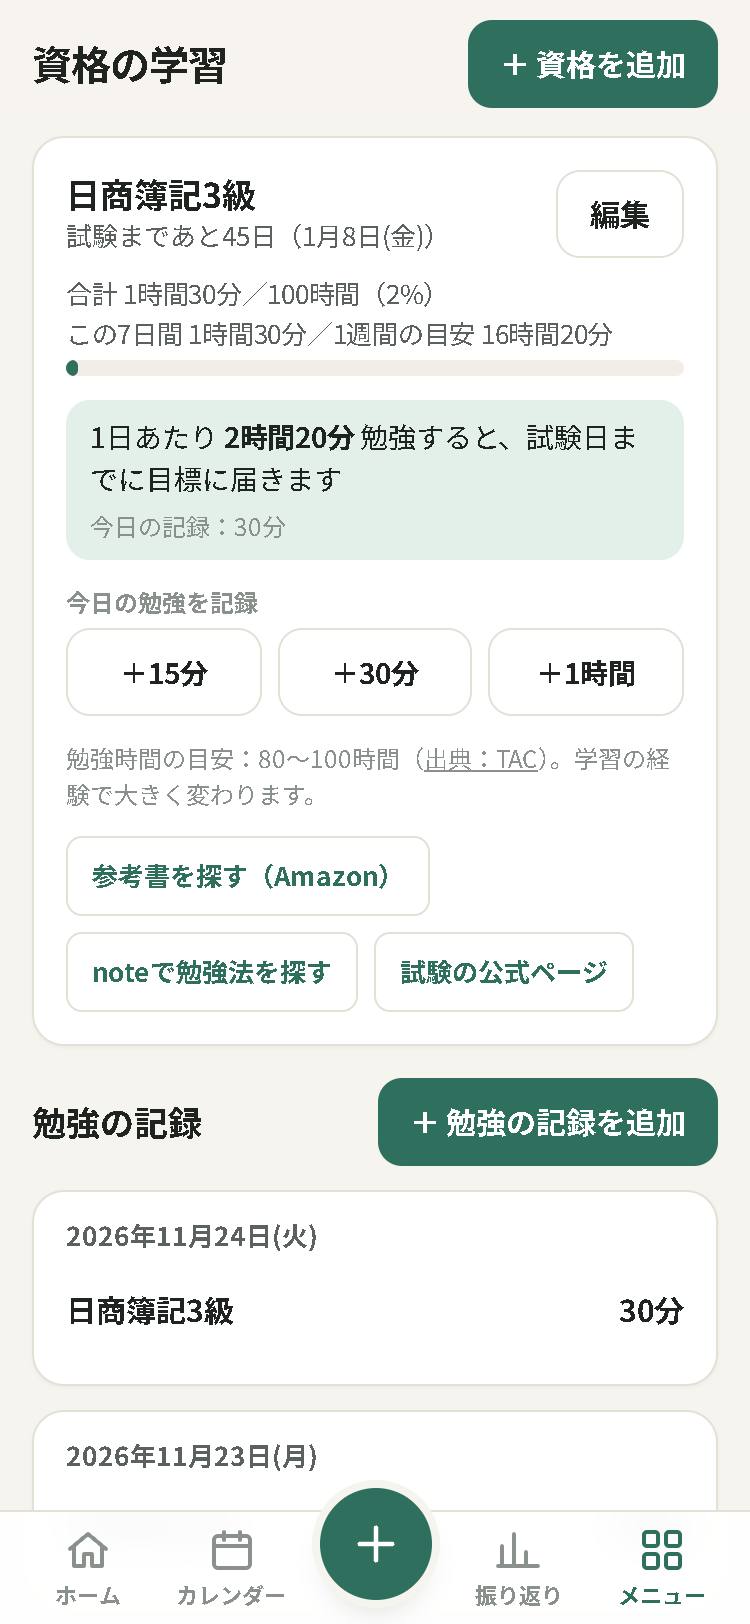 資格の学習
＋ 資格を追加
日商簿記3級
編集
試験まであと45日（1月8日(金)）
合計 1時間30分／100時間（2%）
この7日間 1時間30分／1週間の目安 16時間20分
1日あたり 2時間20分 勉強すると、試験日ま
でに目標に届きます
今日の記録：30分
今日の勉強を記録
＋15分
＋30分
＋1時間
勉強時間の目安：80〜100時間（出典：TAC）。学習の経
験で大きく変わります。
参考書を探す（Amazon）
noteで勉強法を探す
試験の公式ページ
勉強の記録
＋ 勉強の記録を追加
2026年11月24日(火)
日商簿記3級
30分
2026年11月23日(月)
ホーム
カレンダー
振り返り
メニュー